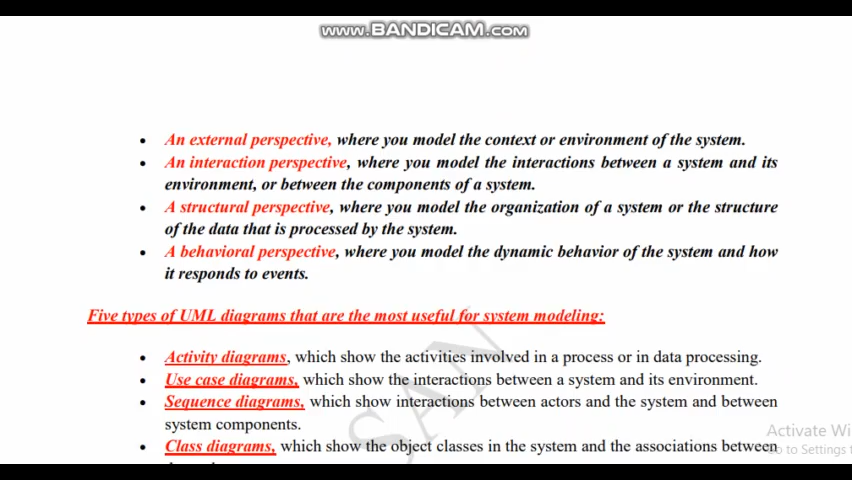 www.BANDICAM.com
• An external perspective, where you model the context or environment of the system.
• An interaction perspective, where you model the interactions between a system and its
environment, or between the components of a system.
• A structural perspective, where you model the organization of a system or the structure
of the data that is processed by the system.
• A behavioral perspective, where you model the dynamic behavior of the system and how
it responds to events.
Five types of UML diagrams that are the most useful for system modeling:
• Activity diagrams, which show the activities involved in a process or in data processing.
• Use case diagrams, which show the interactions between a system and its environment.
• Sequence diagrams, which show interactions between actors and the system and between
system components.
• Class diagrams, which show the object classes in the system and the associations between
SAN
Activate Wi
Go to Settings t